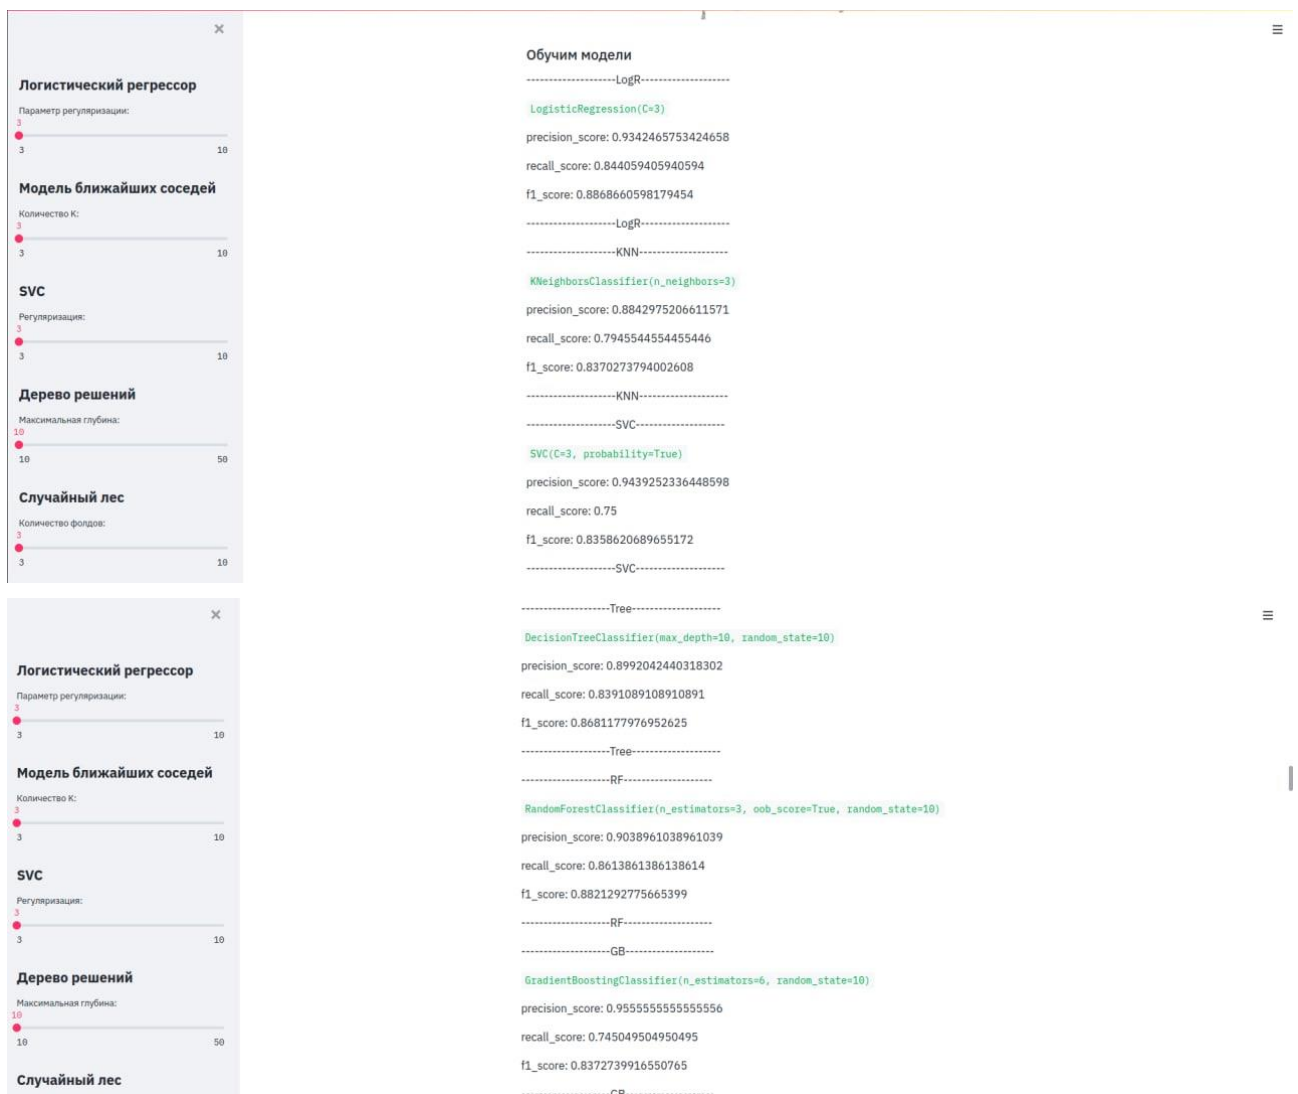 ×
Логистический регрессор
Параметр регуляризации:
3
3 10
Модель ближайших соседей
Количество К:
3
3 10
SVC
Регуляризация:
3
3 10
Дерево решений
Максимальная глубина:
10
10 50
Случайный лес
Количество фолдов:
3
3 10
Обучим модели
--------------------LogR--------------------
LogisticRegression(C=3)
precision_score: 0.9342465753424658
recall_score: 0.844059405940594
f1_score: 0.8868660598179454
--------------------LogR--------------------
--------------------KNN--------------------
KNeighborsClassifier(n_neighbors=3)
precision_score: 0.8842975206611571
recall_score: 0.7945544554455446
f1_score: 0.8370273794002608
--------------------KNN--------------------
--------------------SVC--------------------
SVC(C=3, probability=True)
precision_score: 0.9439252336448598
recall_score: 0.75
f1_score: 0.8358620689655172
--------------------SVC--------------------
×
Логистический регрессор
Параметр регуляризации:
3
3 10
Модель ближайших соседей
Количество К:
3
3 10
SVC
Регуляризация:
3
3 10
Дерево решений
Максимальная глубина:
10
10 50
Случайный лес
--------------------Tree--------------------
DecisionTreeClassifier(max_depth=10, random_state=10)
precision_score: 0.8992042440318302
recall_score: 0.8391089108910891
f1_score: 0.8681177976952625
--------------------Tree--------------------
--------------------RF--------------------
RandomForestClassifier(n_estimators=3, oob_score=True, random_state=10)
precision_score: 0.9038961038961039
recall_score: 0.8613861386138614
f1_score: 0.8821292775665399
--------------------RF--------------------
--------------------GB--------------------
GradientBoostingClassifier(n_estimators=6, random_state=10)
precision_score: 0.9555555555555556
recall_score: 0.745049504950495
f1_score: 0.8372739916550765
--------------------GB--------------------